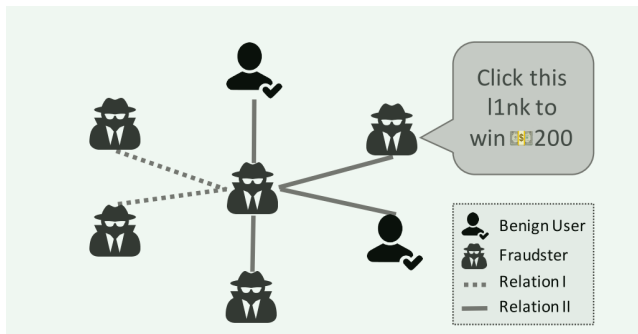 Click this
l1nk to
win 💵200
Benign User
Fraudster
Relation I
Relation II